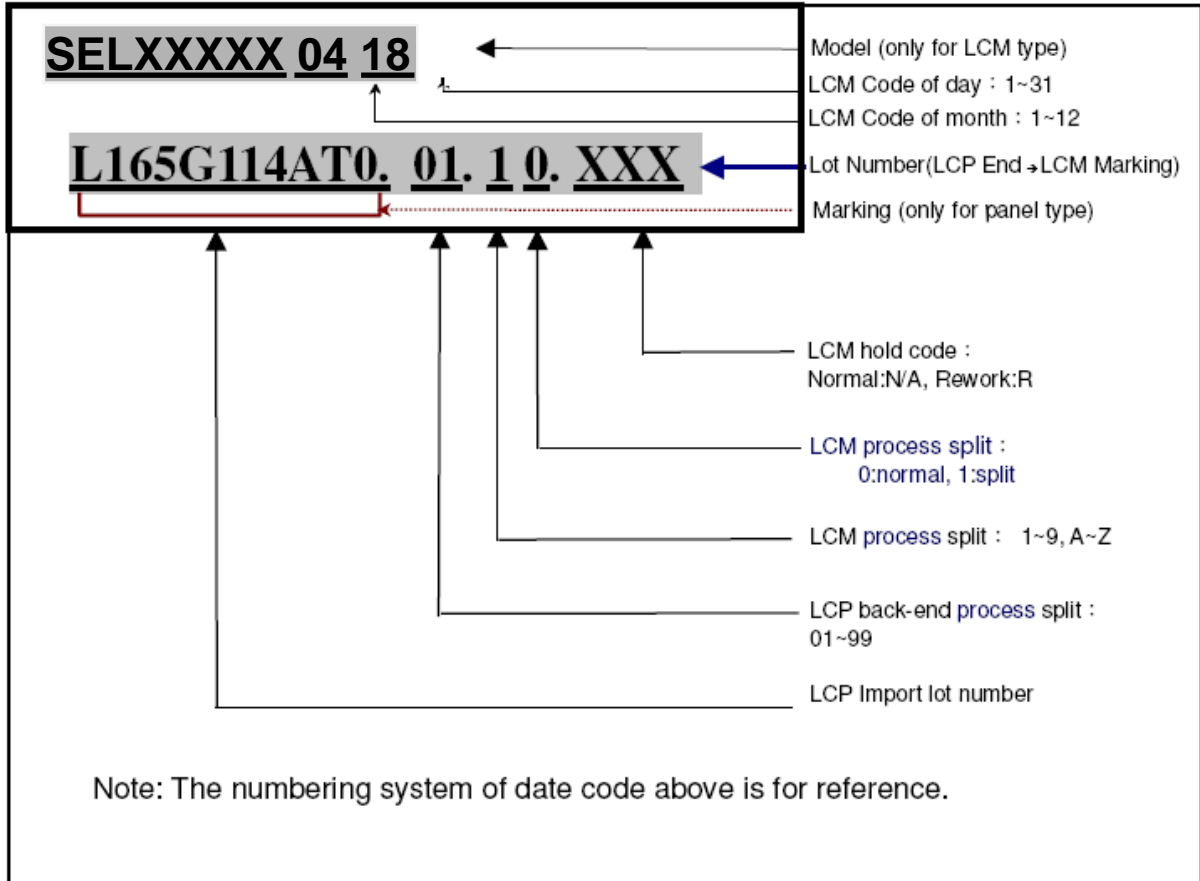 SELXXXXX 04 18
Model (only for LCM type)
LCM Code of day：1~31
LCM Code of month：1~12
L165G114AT0. 01. 1 0. XXX
Lot Number(LCP End→LCM Marking)
Marking (only for panel type)
LCM hold code：
Normal:N/A, Rework:R
LCM process split：
0:normal, 1:split
LCM process split： 1~9, A~Z
LCP back-end process split：
01~99
LCP Import lot number
Note: The numbering system of date code above is for reference.